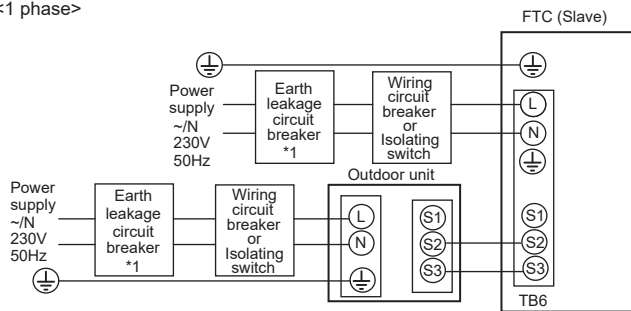 <1 phase>
FTC (Slave)
Power
supply
~/N
230V
50Hz
Earth
leakage
circuit
breaker
*1
Wiring
circuit
breaker
or
Isolating
switch
L
N
S1
S2
S3
TB6
Outdoor unit
Power
supply
~/N
230V
50Hz
Earth
leakage
circuit
breaker
*1
Wiring
circuit
breaker
or
Isolating
switch
L
N
S1
S2
S3